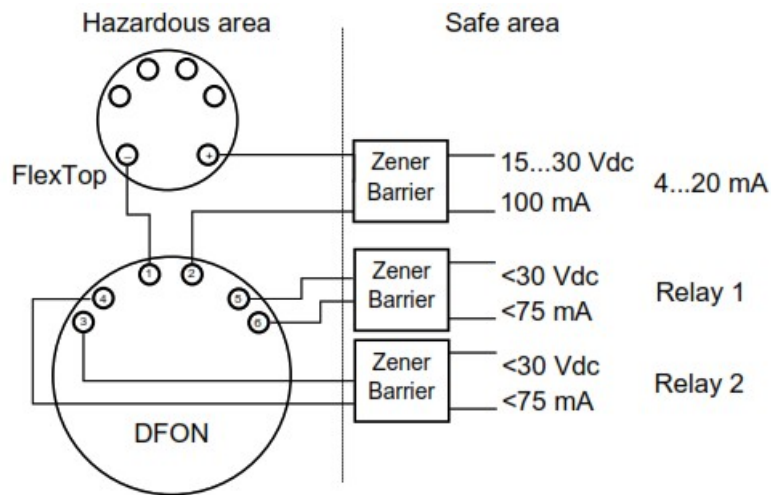 Hazardous area
Safe area
–
+
FlexTop
Zener
Barrier
15...30 Vdc
100 mA
4...20 mA
1
2
3
4
5
6
Zener
Barrier
<30 Vdc
<75 mA
Relay 1
Zener
Barrier
<30 Vdc
<75 mA
Relay 2
DFON